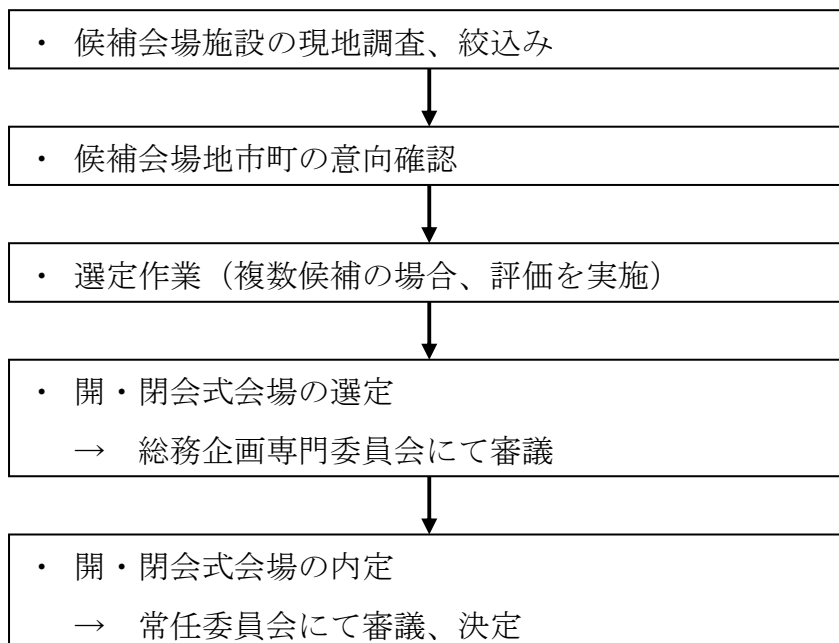 ・ 候補会場施設の現地調査、絞込み
・ 候補会場地市町の意向確認
・ 選定作業（複数候補の場合、評価を実施）
・ 開・閉会式会場の選定
→ 総務企画専門委員会にて審議
・ 開・閉会式会場の内定
→ 常任委員会にて審議、決定